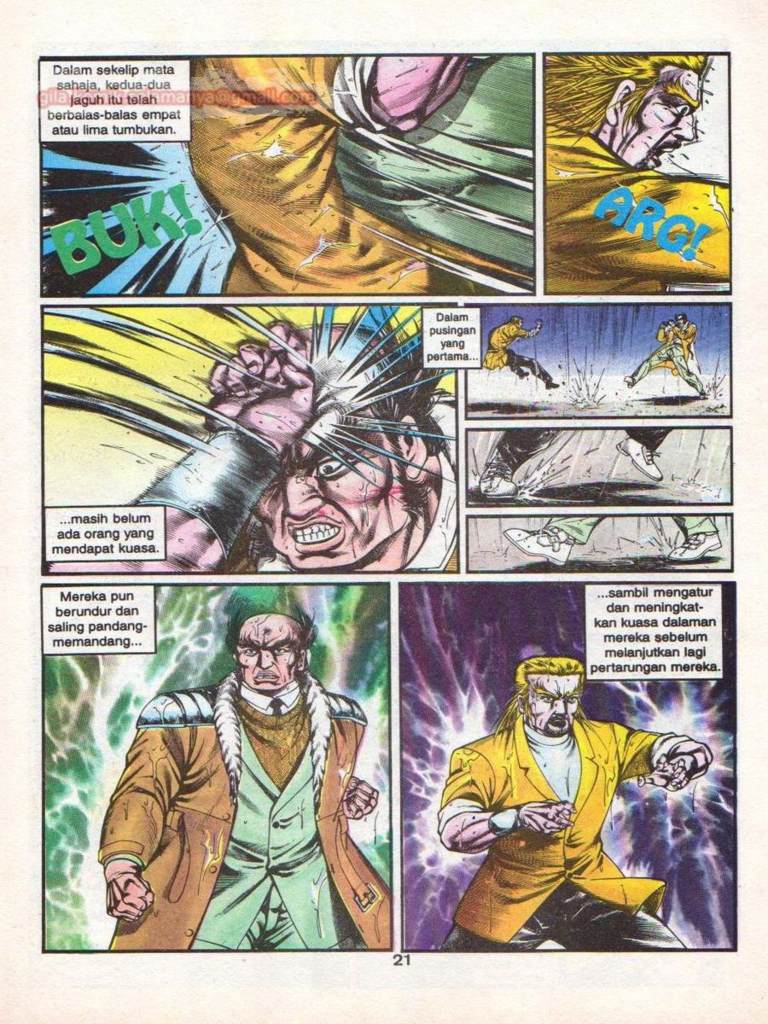 Dalam sekelip mata
sahaja, kedua-dua
jaguh itu telah
berbalas-balas empat
atau lima tumbukan.
BUK!
ARG!
Dalam
pusingan
yang
pertama...
...masih belum
ada orang yang
mendapat kuasa.
Mereka pun
berundur dan
saling pandang-
memandang...
...sambil mengatur
dan meningkat-
kan kuasa dalaman
mereka sebelum
melanjutkan lagi
pertarungan mereka.
21